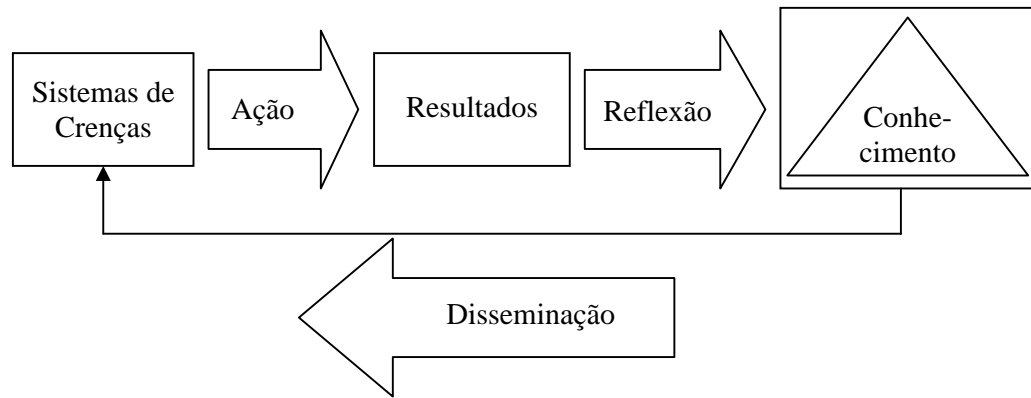 Sistemas de
Crenças
Ação
Resultados
Reflexão
Conhe-
cimento
Disseminação